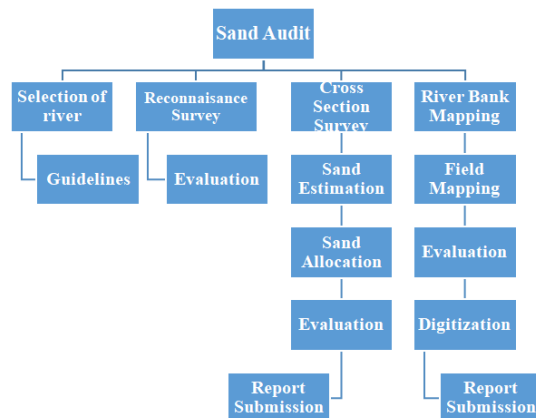 Sand Audit
Selection of
river
Guidelines
Reconnaisance
Survey
Evaluation
Cross
Section
Survey
Sand
Estimation
Sand
Allocation
Evaluation
Report
Submission
River Bank
Mapping
Field
Mapping
Evaluation
Digitization
Report
Submission